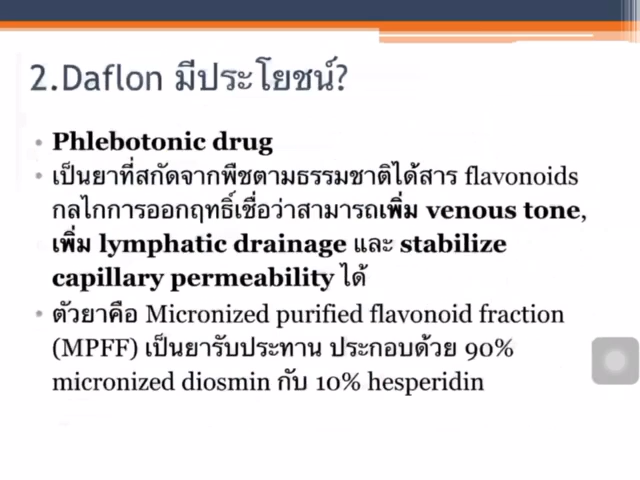 2.Daflon มีประโยชน์?
• Phlebotonic drug
• เป็นยาที่สกัดจากพืชตามธรรมชาติได้สาร flavonoids
กลไกการออกฤทธิ์เชื่อว่าสามารถเพิ่ม venous tone,
เพิ่ม lymphatic drainage และ stabilize
capillary permeability ได้
• ตัวยาคือ Micronized purified flavonoid fraction
(MPFF) เป็นยารับประทาน ประกอบด้วย 90%
micronized diosmin กับ 10% hesperidin